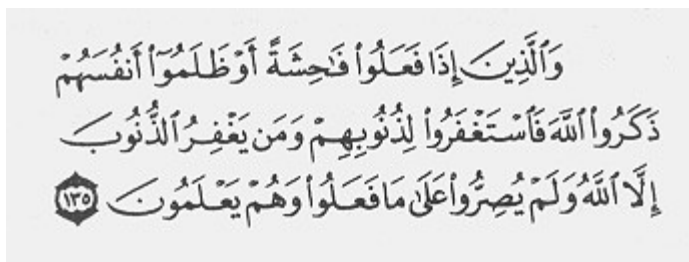 وَٱلَّذِينَ إِذَا فَعَلُوا۟ فَـٰحِشَةً أَوْ ظَلَمُوٓا۟ أَنفُسَهُمْ
ذَكَرُوا۟ ٱللَّهَ فَٱسْتَغْفَرُوا۟ لِذُنُوبِهِمْ وَمَن يَغْفِرُ ٱلذُّنُوبَ
إِلَّا ٱللَّهُ وَلَمْ يُصِرُّوا۟ عَلَىٰ مَا فَعَلُوا۟ وَهُمْ يَعْلَمُونَ ١٣٥